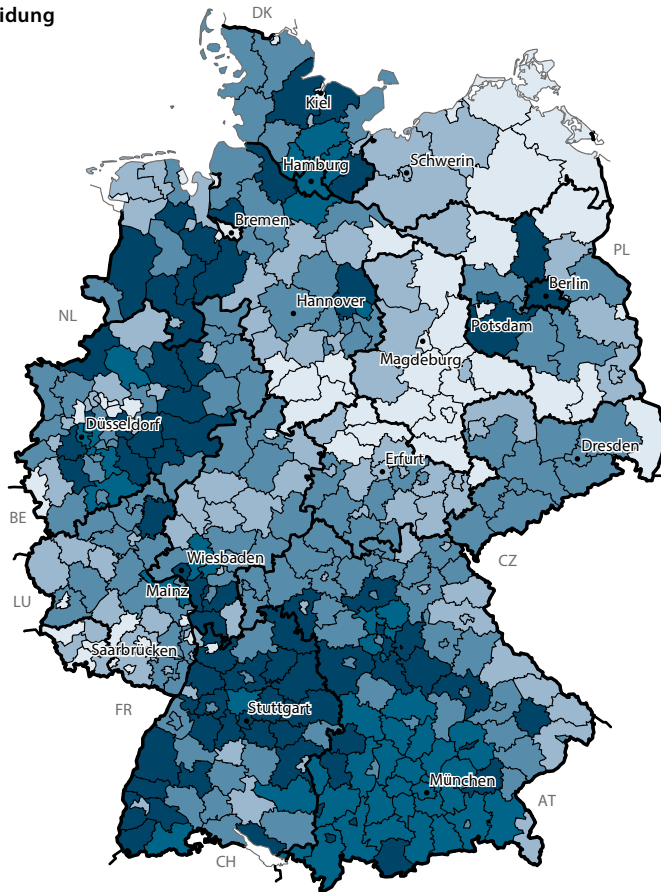 idung
DK
Kiel
Schwerin
Hamburg
Bremen
PL
Berlin
NL
Hannover
Potsdam
Magdeburg
Düsseldorf
Dresden
Erfurt
BE
Wiesbaden
CZ
LU
Mainz
Saarbrücken
FR
Stuttgart
München
AT
CH